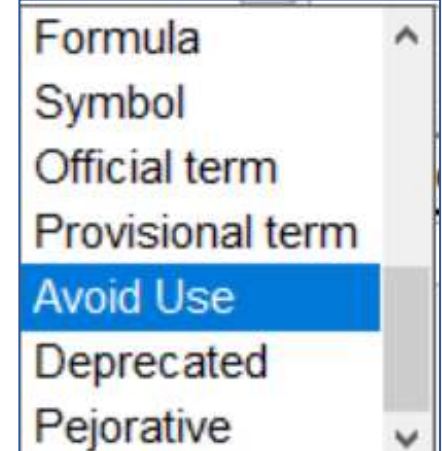 Formula
Symbol
Official term
Provisional term
Avoid Use
Deprecated
Pejorative